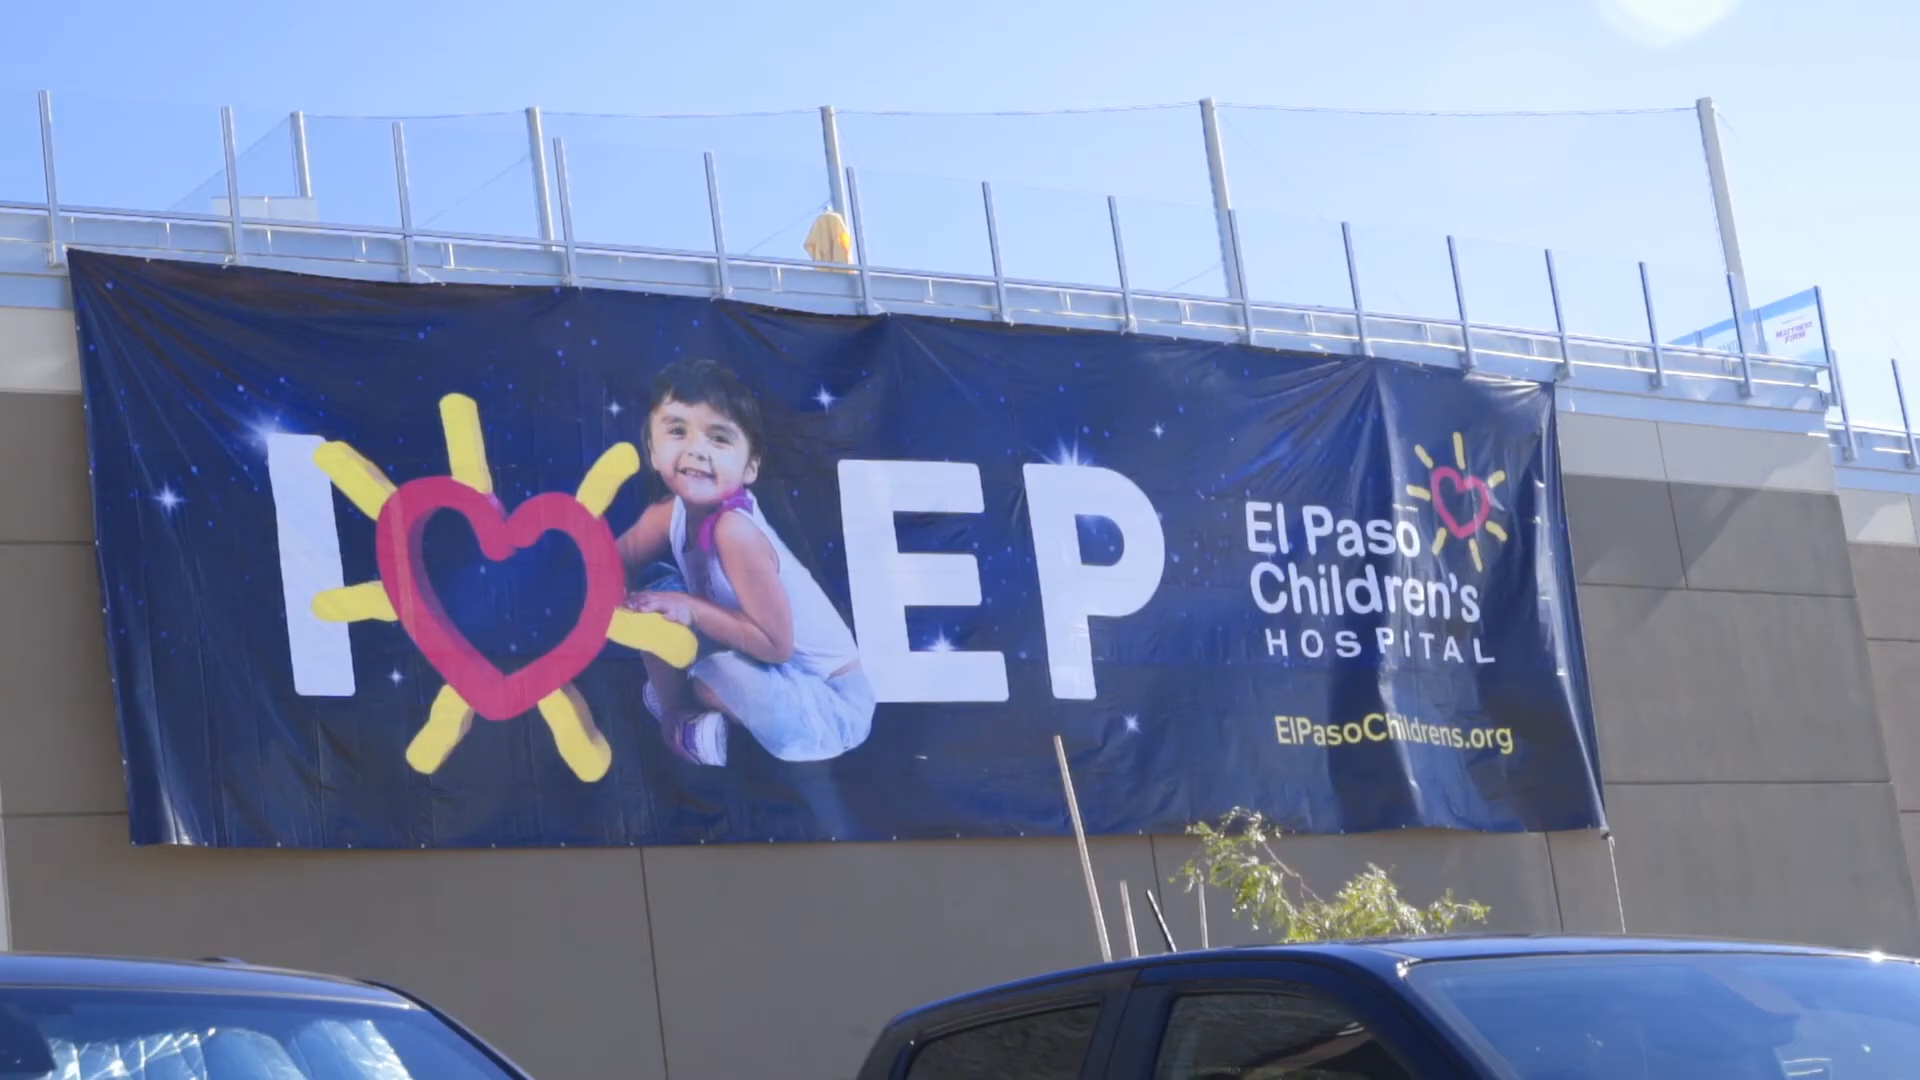 I EP
El Paso
Children's
HOSPITAL
ElPasoChildrens.org